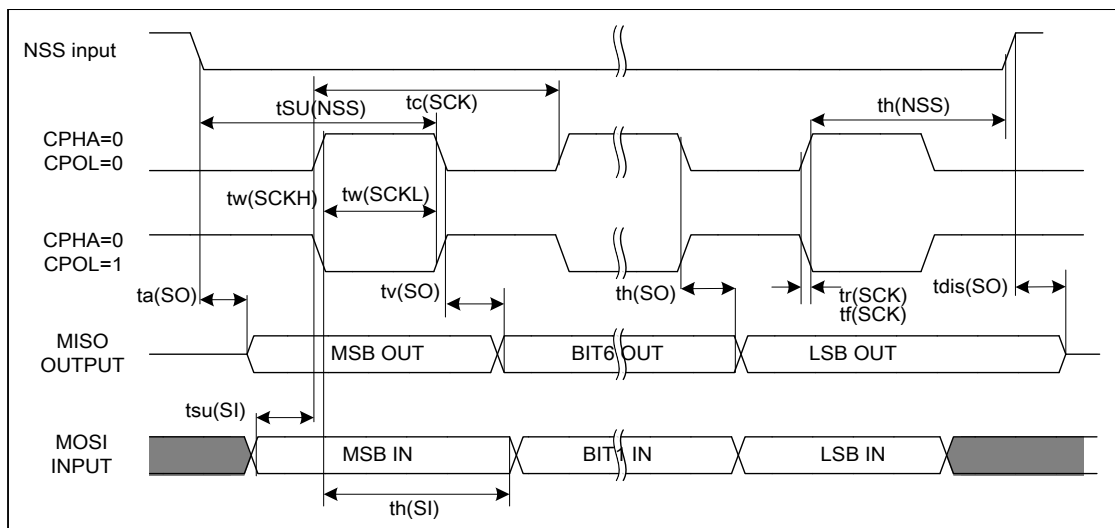 NSS input
tc(SCK)
tSU(NSS)
th(NSS)
CPHA=0
CPOL=0
tw(SCKH)
tw(SCKL)
CPHA=0
CPOL=1
ta(SO)
tv(SO)
th(SO)
tr(SCK)
tf(SCK)
tdis(SO)
MISO
OUTPUT
MSB OUT
BIT6 OUT
LSB OUT
tsu(SI)
MOSI
INPUT
MSB IN
BIT1 IN
LSB IN
th(SI)